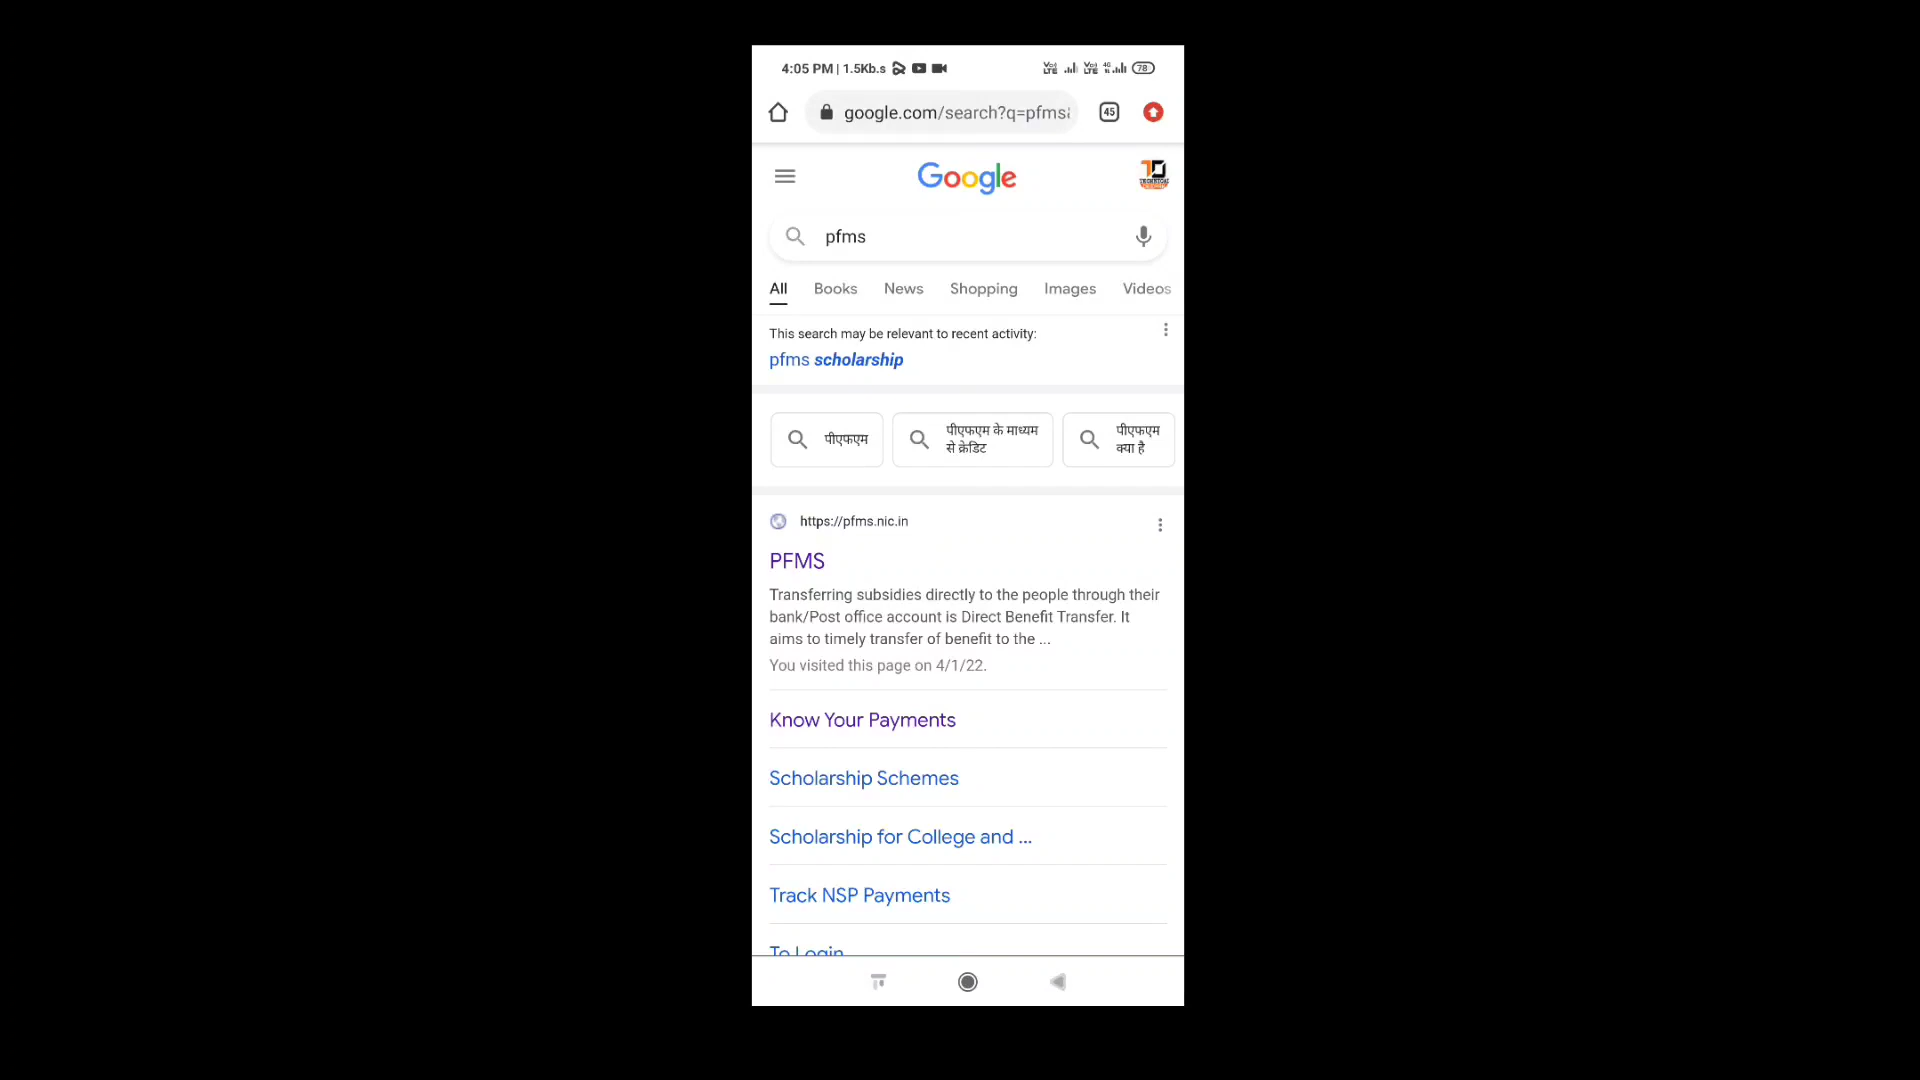 4:05 PM | 1.5Kb.s
78
google.com/search?q=pfms
45
Google
pfms
All Books News Shopping Images Videos
This search may be relevant to recent activity:
pfms scholarship
पीएफएम
पीएफएम के माध्यम
से क्रेडिट
पीएफएम
क्या है
https://pfms.nic.in
PFMS
Transferring subsidies directly to the people through their
bank/Post office account is Direct Benefit Transfer. It
aims to timely transfer of benefit to the ...
You visited this page on 4/1/22.
Know Your Payments
Scholarship Schemes
Scholarship for College and ...
Track NSP Payments
To Login